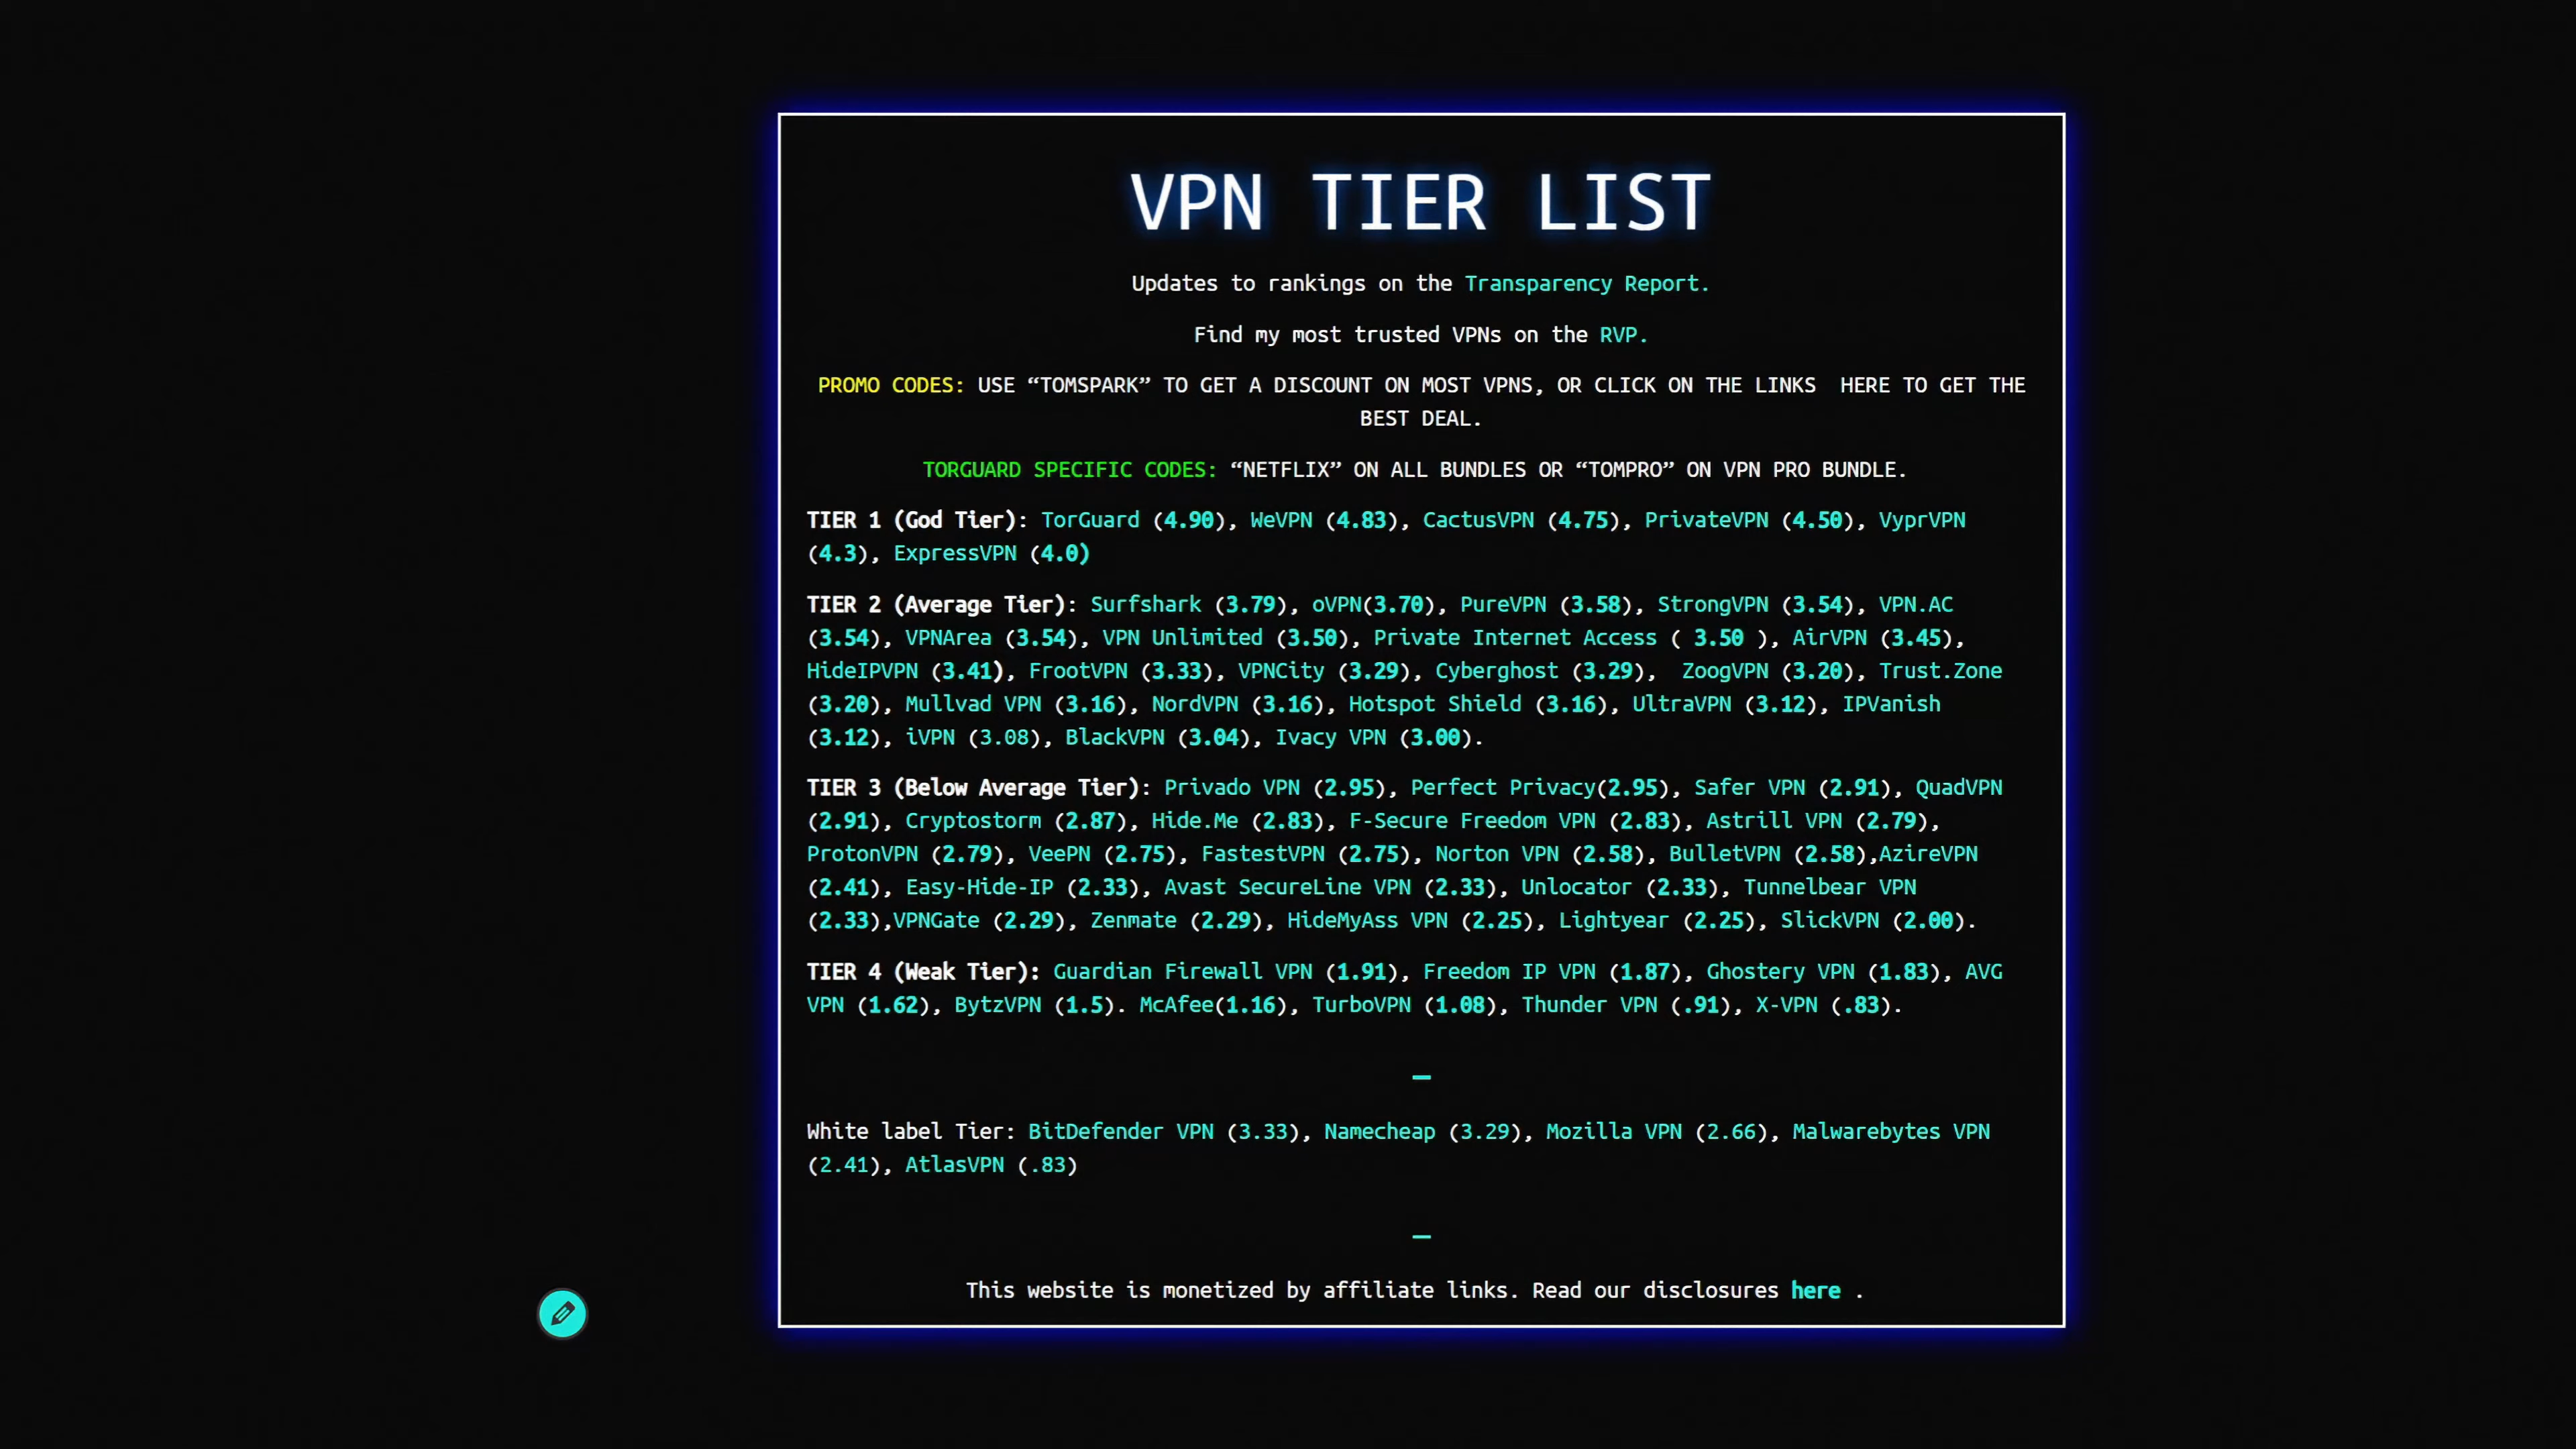 VPN TIER LIST
Updates to rankings on the Transparency Report.
Find my most trusted VPNs on the RVP.
PROMO CODES: USE “TOMSPARK” TO GET A DISCOUNT ON MOST VPNS, OR CLICK ON THE LINKS  HERE TO GET THE
BEST DEAL.
TORGUARD SPECIFIC CODES: “NETFLIX” ON ALL BUNDLES OR “TOMPRO” ON VPN PRO BUNDLE.
TIER 1 (God Tier): TorGuard (4.90), WeVPN (4.83), CactusVPN (4.75), PrivateVPN (4.50), VyprVPN
(4.3), ExpressVPN (4.0)
TIER 2 (Average Tier): Surfshark (3.79), oVPN(3.70), PureVPN (3.58), StrongVPN (3.54), VPN.AC
(3.54), VPNArea (3.54), VPN Unlimited (3.50), Private Internet Access ( 3.50 ), AirVPN (3.45),
HideIPVPN (3.41), FrootVPN (3.33), VPNCity (3.29), Cyberghost (3.29),  ZoogVPN (3.20), Trust.Zone
(3.20), Mullvad VPN (3.16), NordVPN (3.16), Hotspot Shield (3.16), UltraVPN (3.12), IPVanish
(3.12), iVPN (3.08), BlackVPN (3.04), Ivacy VPN (3.00).
TIER 3 (Below Average Tier): Privado VPN (2.95), Perfect Privacy(2.95), Safer VPN (2.91), QuadVPN
(2.91), Cryptostorm (2.87), Hide.Me (2.83), F-Secure Freedom VPN (2.83), Astrill VPN (2.79),
ProtonVPN (2.79), VeePN (2.75), FastestVPN (2.75), Norton VPN (2.58), BulletVPN (2.58),AzireVPN
(2.41), Easy-Hide-IP (2.33), Avast SecureLine VPN (2.33), Unlocator (2.33), Tunnelbear VPN
(2.33),VPNGate (2.29), Zenmate (2.29), HideMyAss VPN (2.25), Lightyear (2.25), SlickVPN (2.00).
TIER 4 (Weak Tier): Guardian Firewall VPN (1.91), Freedom IP VPN (1.87), Ghostery VPN (1.83), AVG
VPN (1.62), BytzVPN (1.5). McAfee(1.16), TurboVPN (1.08), Thunder VPN (.91), X-VPN (.83).
—
White label Tier: BitDefender VPN (3.33), Namecheap (3.29), Mozilla VPN (2.66), Malwarebytes VPN
(2.41), AtlasVPN (.83)
—
This website is monetized by affiliate links. Read our disclosures here .